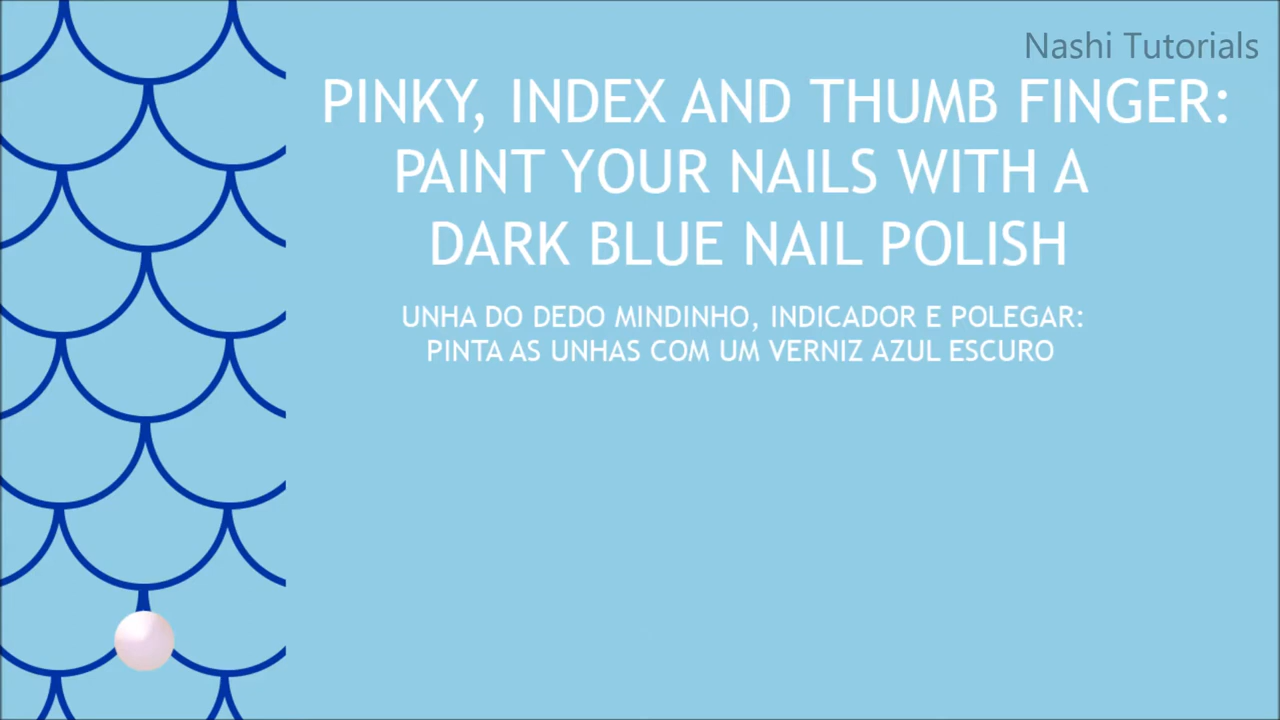 Nashi Tutorials
PINKY, INDEX AND THUMB FINGER:
PAINT YOUR NAILS WITH A
DARK BLUE NAIL POLISH
UNHA DO DEDO MINDINHO, INDICADOR E POLEGAR:
PINTA AS UNHAS COM UM VERNIZ AZUL ESCURO